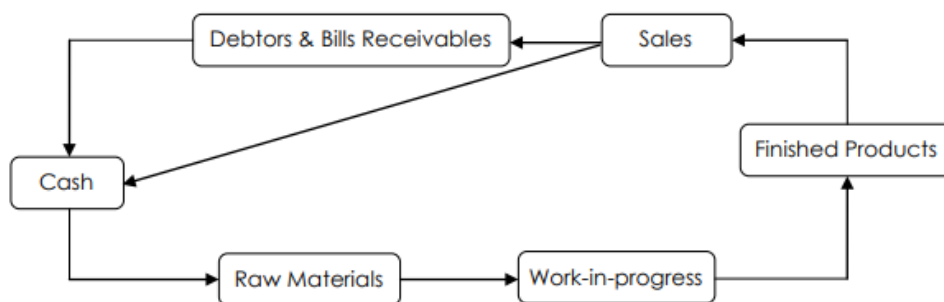 Debtors & Bills Receivables
Sales
Finished Products
Cash
Raw Materials
Work-in-progress